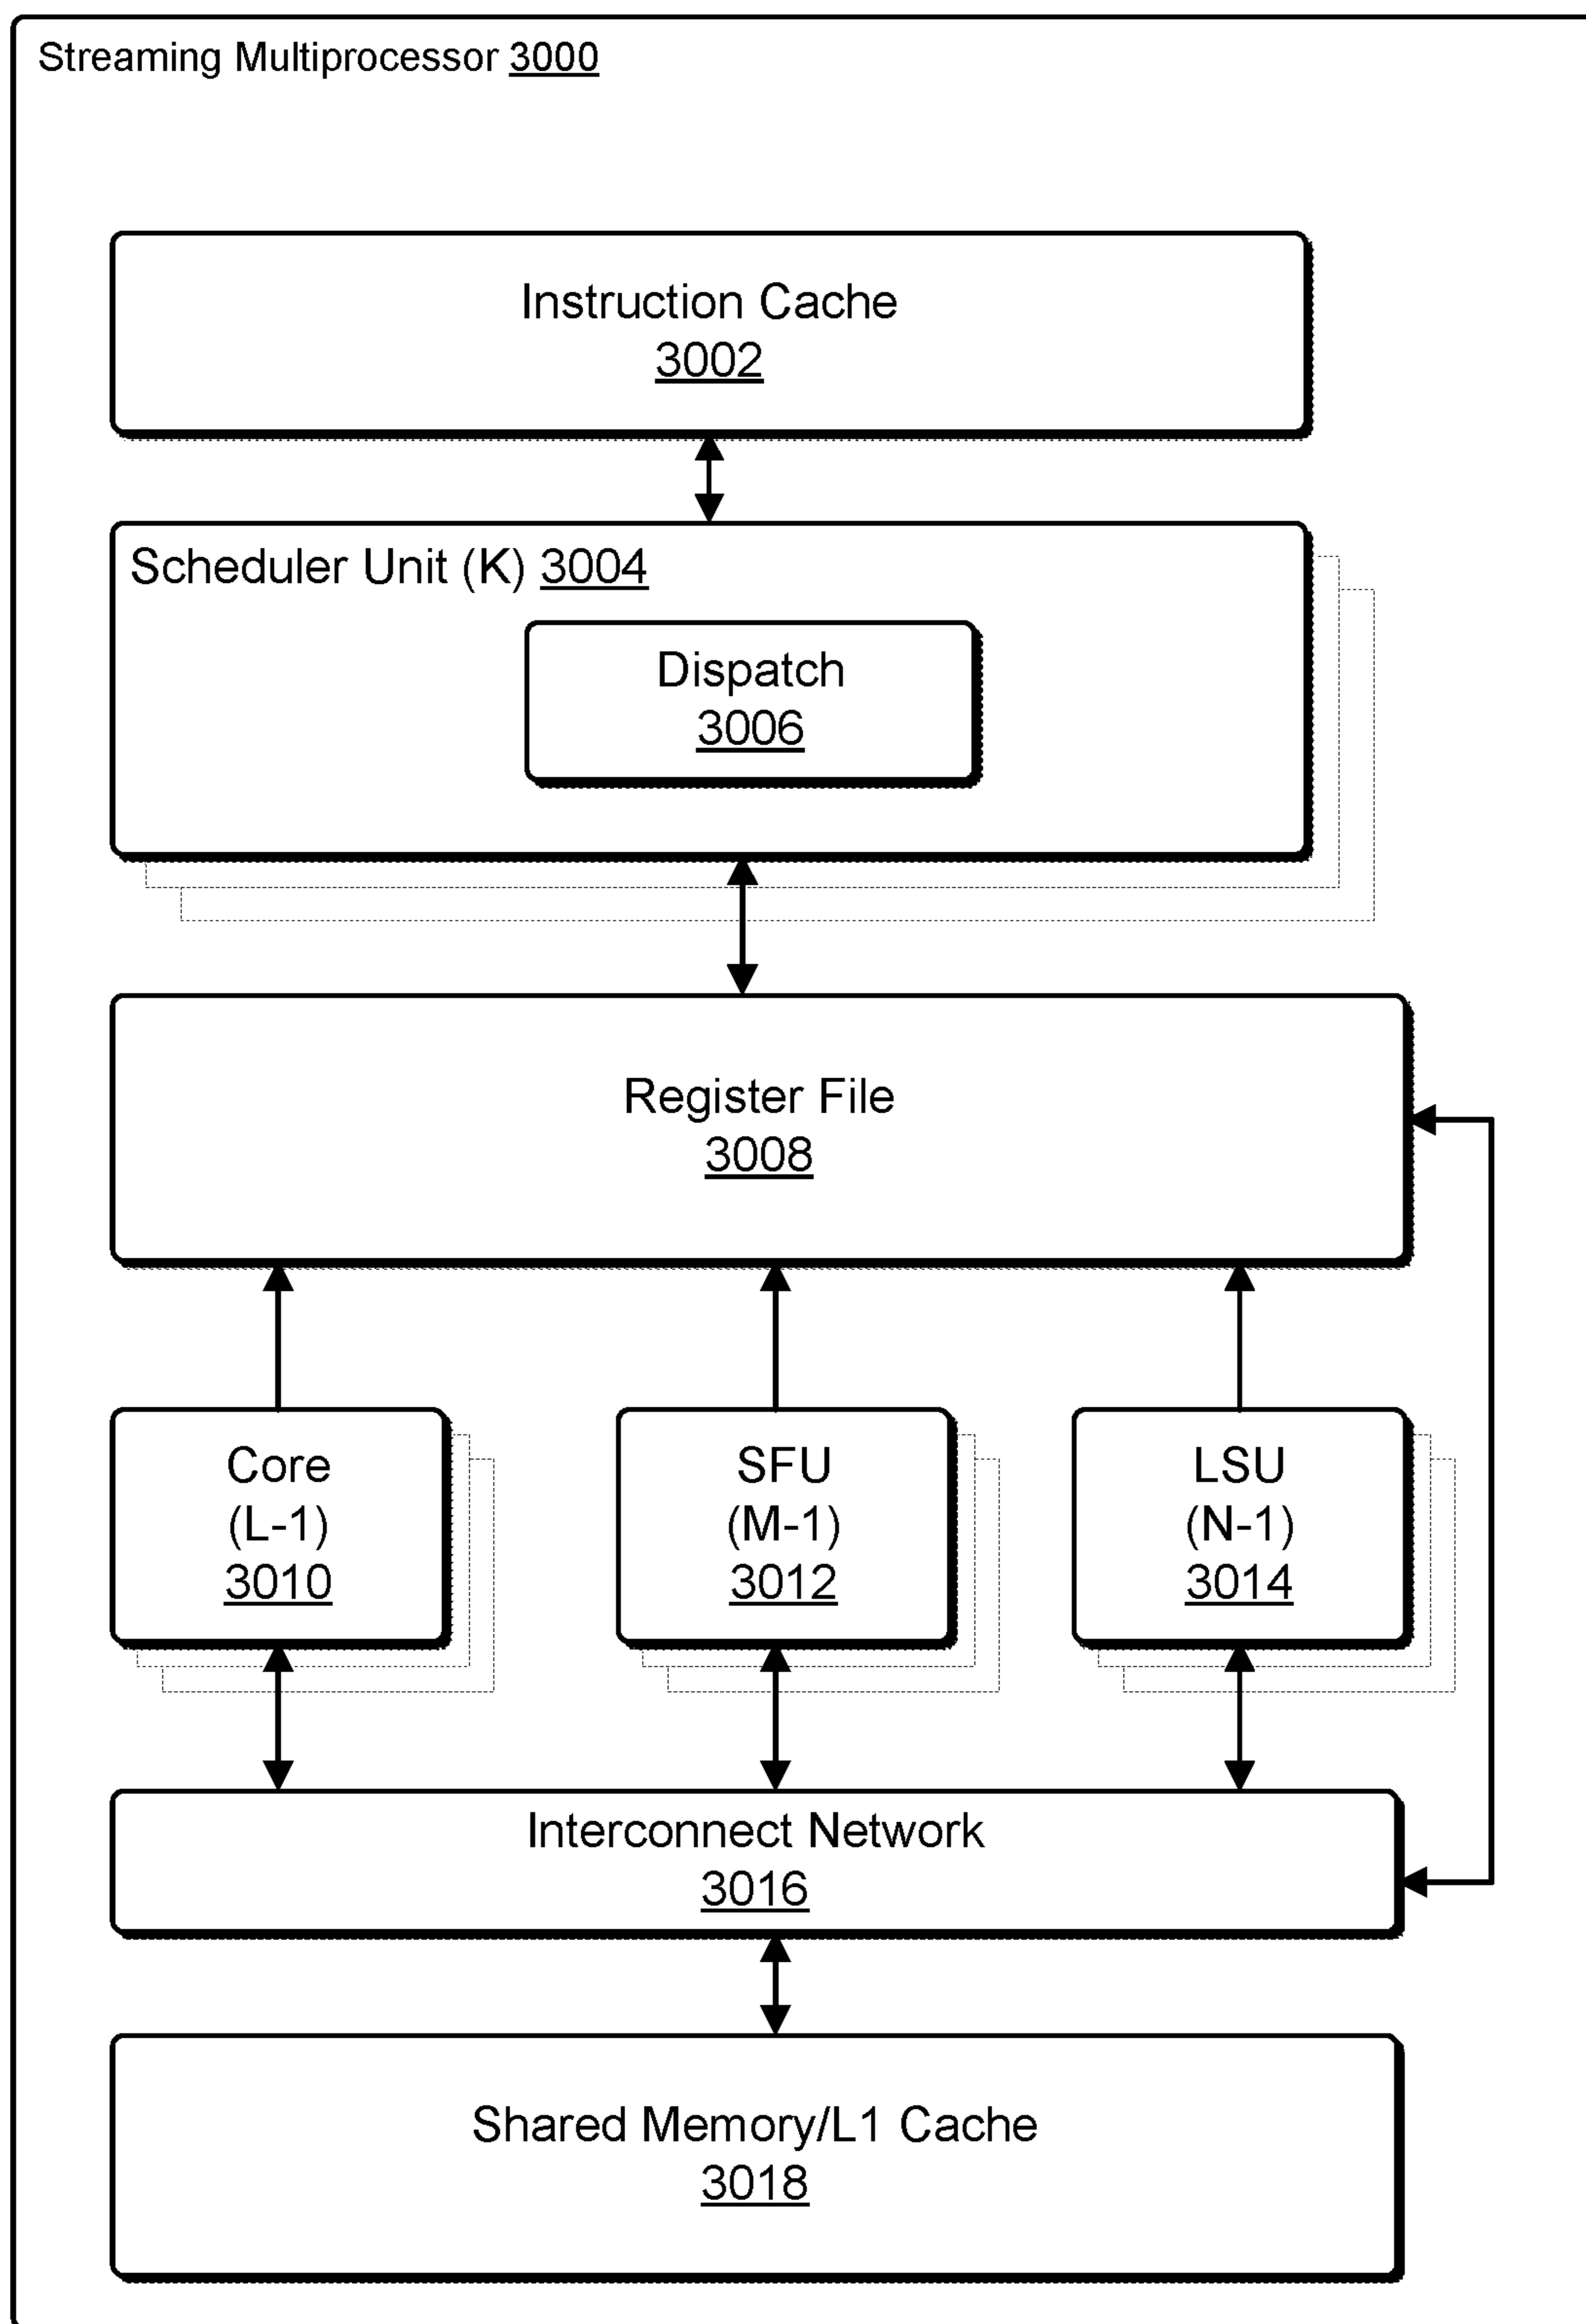 Streaming Multiprocessor 3000
Instruction Cache
3002
Scheduler Unit (K) 3004
Dispatch
3006
Register File
3008
Core
(L-1)
3010
SFU
(M-1)
3012
LSU
(N-1)
3014
Interconnect Network
3016
Shared Memory/L1 Cache
3018